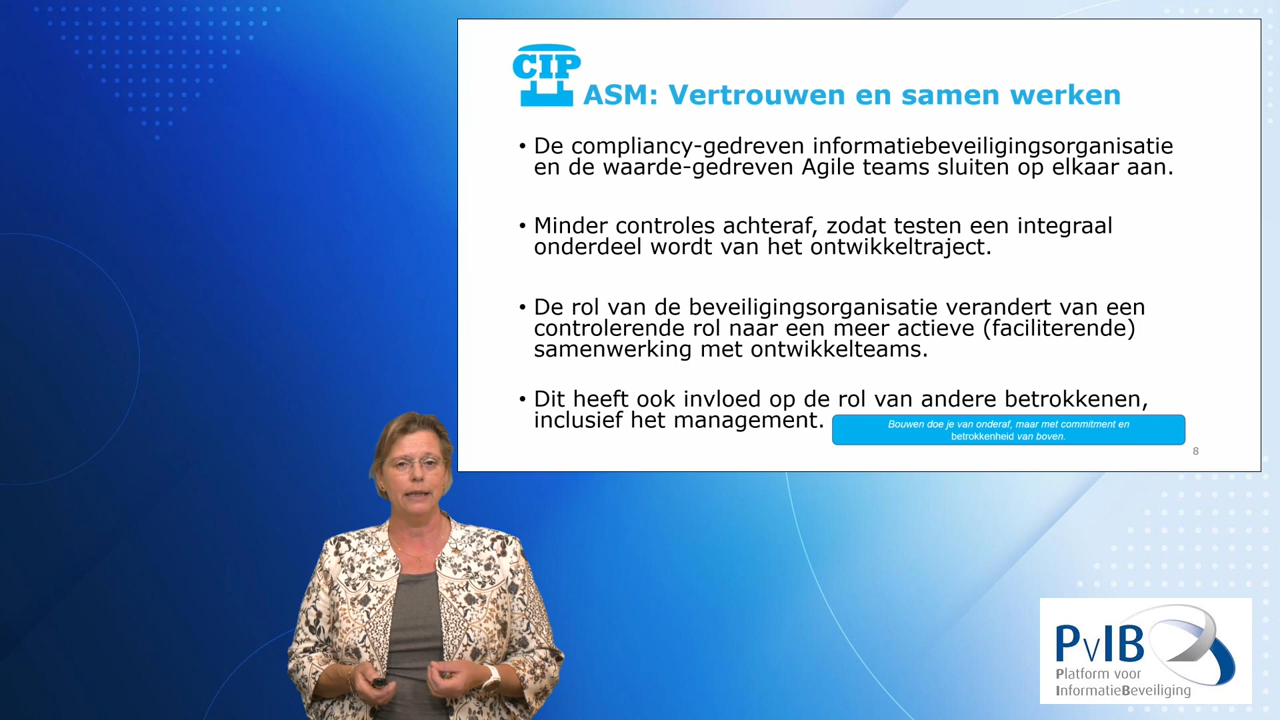 CIP
ASM: Vertrouwen en samen werken
• De compliancy-gedreven informatiebeveiligingsorganisatie
en de waarde-gedreven Agile teams sluiten op elkaar aan.
• Minder controles achteraf, zodat testen een integraal
onderdeel wordt van het ontwikkeltraject.
• De rol van de beveiligingsorganisatie verandert van een
controlerende rol naar een meer actieve (faciliterende)
samenwerking met ontwikkelteams.
• Dit heeft ook invloed op de rol van andere betrokkenen,
inclusief het management.
Bouwen doe je van onderaf, maar met commitment en
betrokkenheid van boven.
8
PvIB
Platform voor
InformatieBeveiliging